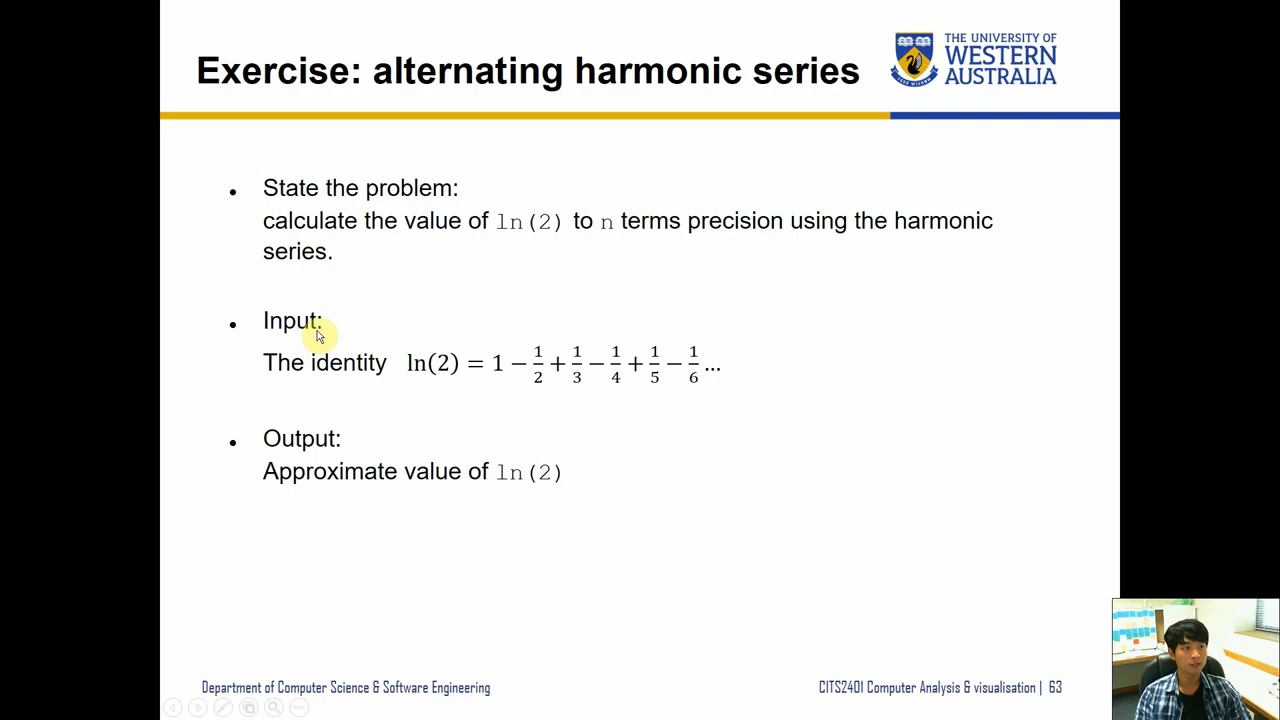 Exercise: alternating harmonic series
THE UNIVERSITY OF
WESTERN
AUSTRALIA
• State the problem:
calculate the value of ln(2) to n terms precision using the harmonic
series.
• Input:
The identity ln(2) = 1 − 1/2 + 1/3 − 1/4 + 1/5 − 1/6 ...
• Output:
Approximate value of ln(2)
Department of Computer Science & Software Engineering
CITS2401 Computer Analysis & visualisation | 63